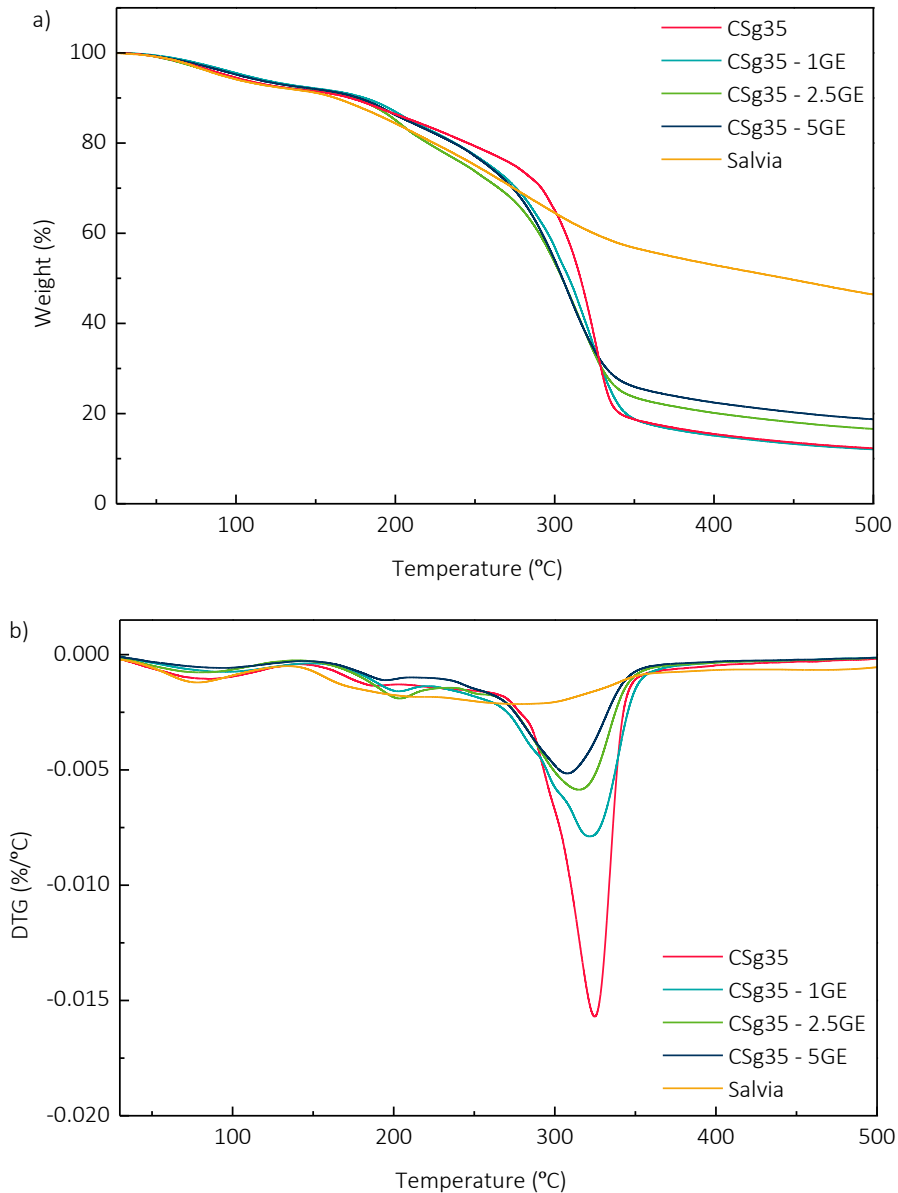 a)
100
80
60
40
20
0
Weight (%)
CSg35
CSg35 - 1GE
CSg35 - 2.5GE
CSg35 - 5GE
Salvia
100
200
300
400
500
Temperature (ºC)
b)
0.000
-0.005
-0.010
-0.015
-0.020
DTG (%/ºC)
CSg35
CSg35 - 1GE
CSg35 - 2.5GE
CSg35 - 5GE
Salvia
100
200
300
400
500
Temperature (ºC)